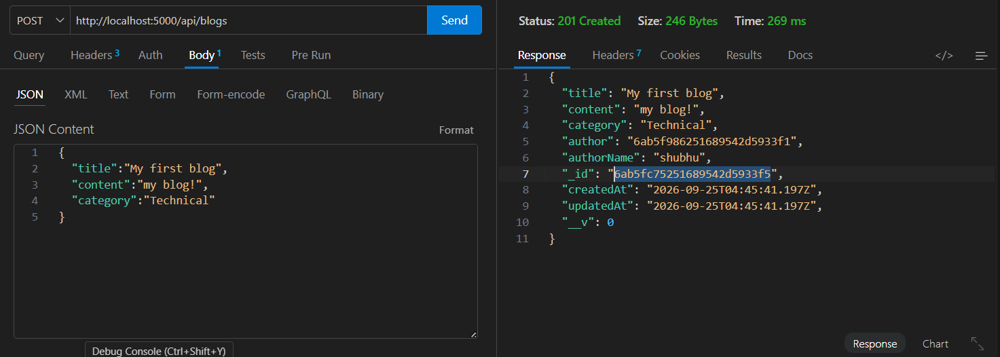 POST http://localhost:5000/api/blogs Send
Query Headers 3 Auth Body 1 Tests Pre Run
JSON XML Text Form Form-encode GraphQL Binary
JSON Content Format
1 {
2 "title":"My first blog",
3 "content":"my blog!",
4 "category":"Technical"
5 }
Debug Console (Ctrl+Shift+Y)
Status: 201 Created Size: 246 Bytes Time: 269 ms
Response Headers 7 Cookies Results Docs </>
1 {
2 "title": "My first blog",
3 "content": "my blog!",
4 "category": "Technical",
5 "author": "6ab5f986251689542d5933f1",
6 "authorName": "shubhu",
7 "_id": "6ab5fc75251689542d5933f5",
8 "createdAt": "2026-09-25T04:45:41.197Z",
9 "updatedAt": "2026-09-25T04:45:41.197Z",
10 "__v": 0
11 }
Response Chart